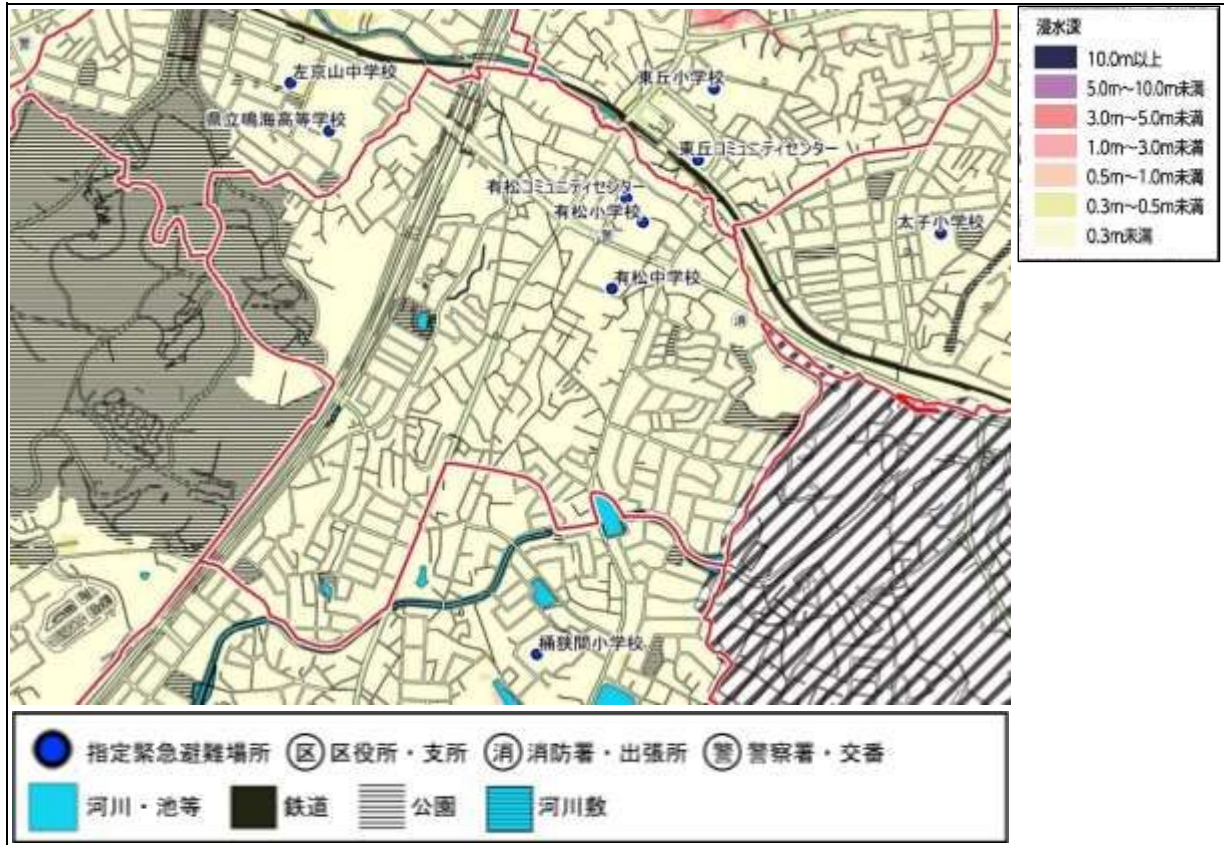 左京山中学校
県立鳴海高等学校
東丘小学校
東丘コミュニティセンター
有松コミュニティセンター
有松小学校
警
太子小学校
有松中学校
消
桶狭間小学校
浸水深
10.0m以上
5.0m～10.0m未満
3.0m～5.0m未満
1.0m～3.0m未満
0.5m～1.0m未満
0.3m～0.5m未満
0.3m未満
指定緊急避難場所 区 区役所・支所 消 消防署・出張所 警 警察署・交番
河川・池等 鉄道 公園 河川敷